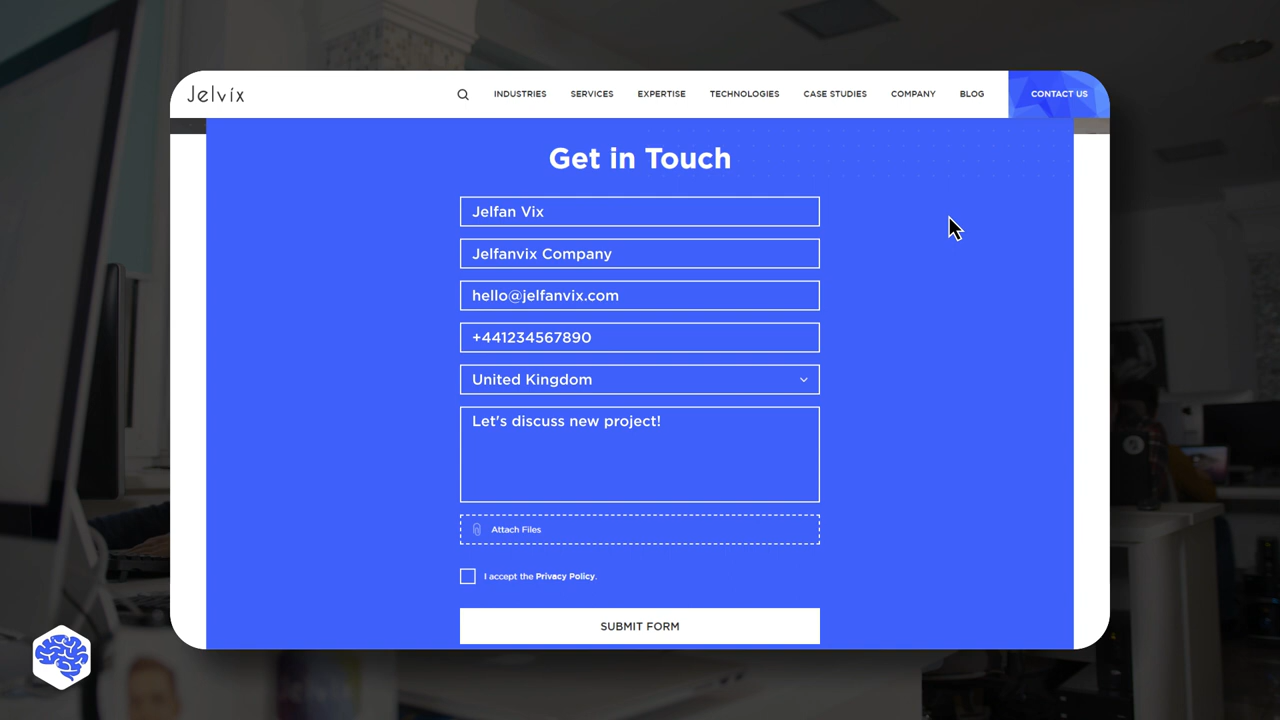 Jelvix
INDUSTRIES SERVICES EXPERTISE TECHNOLOGIES CASE STUDIES COMPANY BLOG CONTACT US
Get in Touch
Jelfan Vix
Jelfanvix Company
hello@jelfanvix.com
+441234567890
United Kingdom
Let's discuss new project!
Attach Files
I accept the Privacy Policy.
SUBMIT FORM